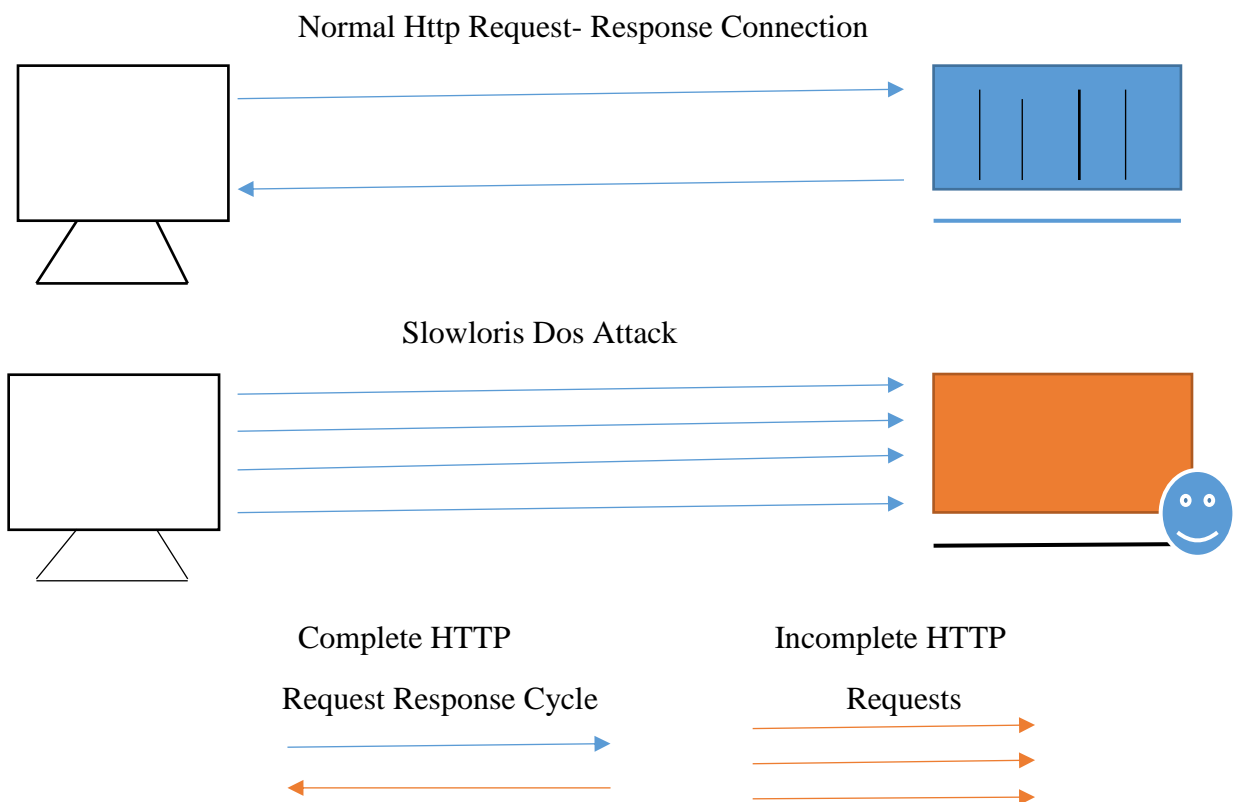 Normal Http Request- Response Connection
Slowloris Dos Attack
Complete HTTP
Request Response Cycle
Incomplete HTTP
Requests